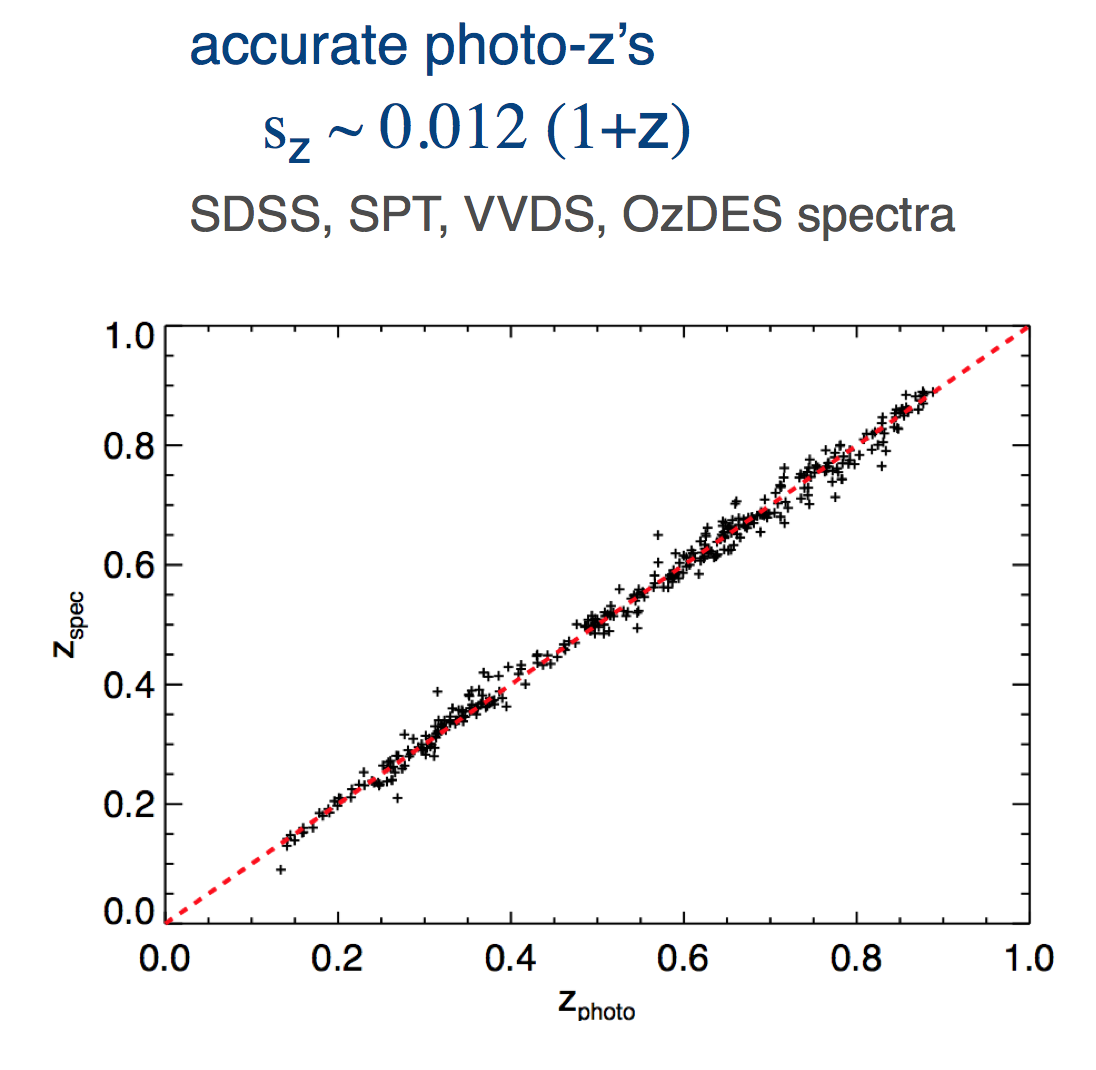 accurate photo-z’s
sz ~ 0.012 (1+z)
SDSS, SPT, VVDS, OzDES spectra
1.0
0.8
0.6
zspec
0.4
0.2
0.0
0.0 0.2 0.4 0.6 0.8 1.0
zphoto